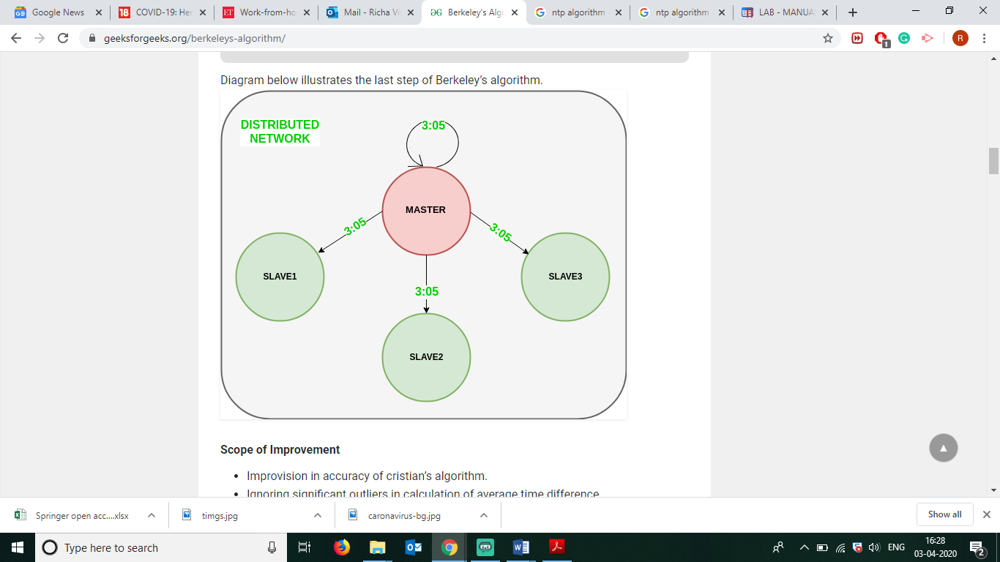 Google News
COVID-19: Her
Work-from-ho
Mail - Richa Vi
Berkeley's Algo
ntp algorithm
ntp algorithm
LAB - MANUA
geeksforgeeks.org/berkeleys-algorithm/
1
R
Diagram below illustrates the last step of Berkeley’s algorithm.
DISTRIBUTED
NETWORK
3:05
MASTER
3:05
3:05
SLAVE1
SLAVE3
3:05
SLAVE2
Scope of Improvement
• Improvision in accuracy of cristian’s algorithm.
• Ignoring significant outliers in calculation of average time difference
Springer open acc....xlsx
timgs.jpg
caronavirus-bg.jpg
Show all
Type here to search
ENG
16:28
03-04-2020
2